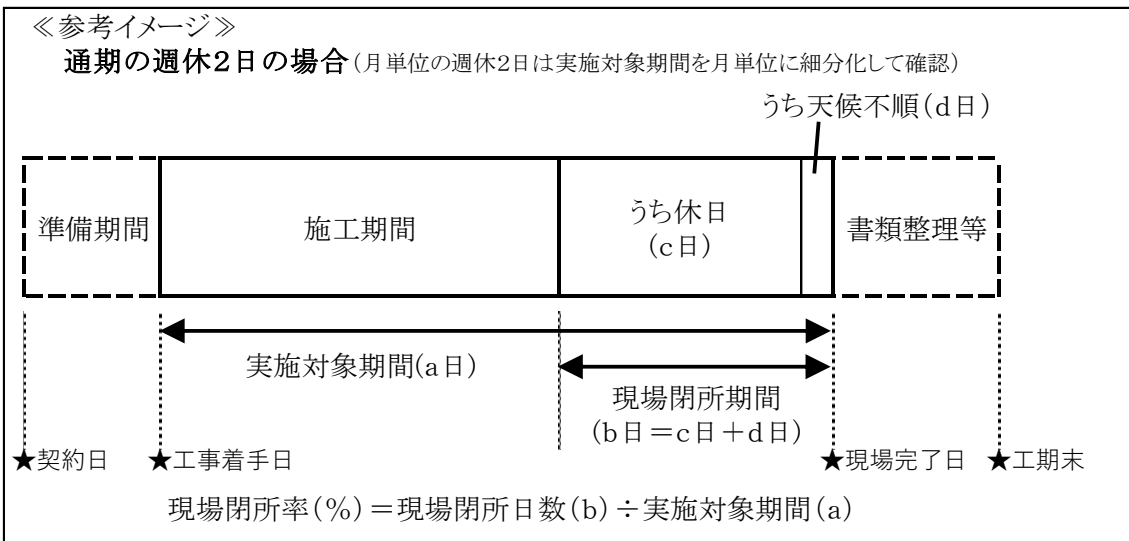 ≪参考イメージ≫
通期の週休2日の場合(月単位の週休2日は実施対象期間を月単位に細分化して確認)
うち天候不順(d日)
準備期間
施工期間
うち休日
(c日)
書類整理等
実施対象期間(a日)
現場閉所期間
(b日=c日+d日)
★契約日
★工事着手日
★現場完了日
★工期末
現場閉所率(%)=現場閉所日数(b)÷実施対象期間(a)